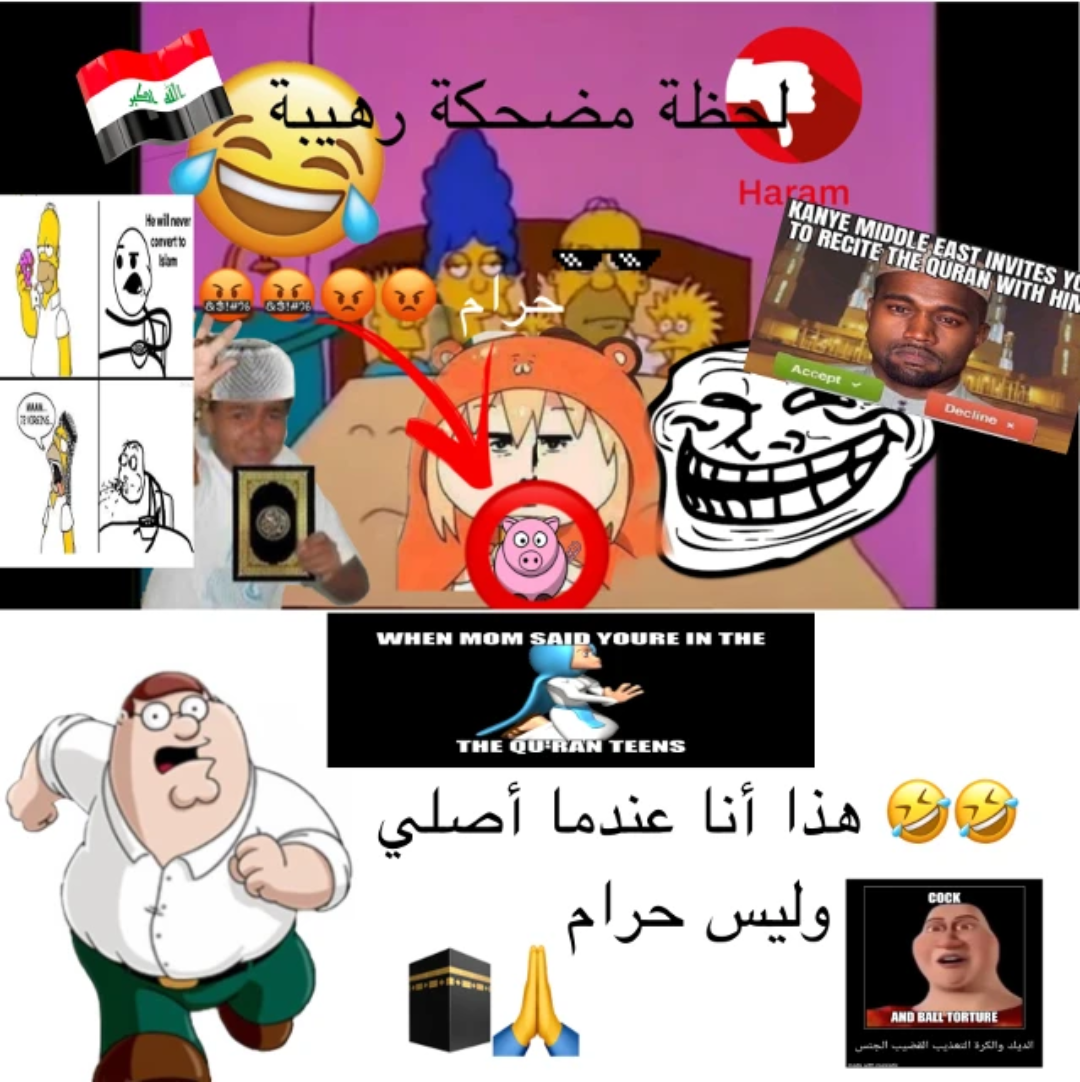 لحظة مضحكة رهيبة
Haram
He will never
convert to
Islam
KANYE MIDDLE EAST INVITES
TO RECITE THE QURAN WITH
Accept
Decline
&$!#%
&$!#%
حرام
WHEN MOM SAID YOURE IN THE
THE QU'RAN TEENS
هذا أنا عندما أصلي
وليس حرام
COCK
AND BALL TORTURE
الديك والكرة التعذيب القضيب الجنس